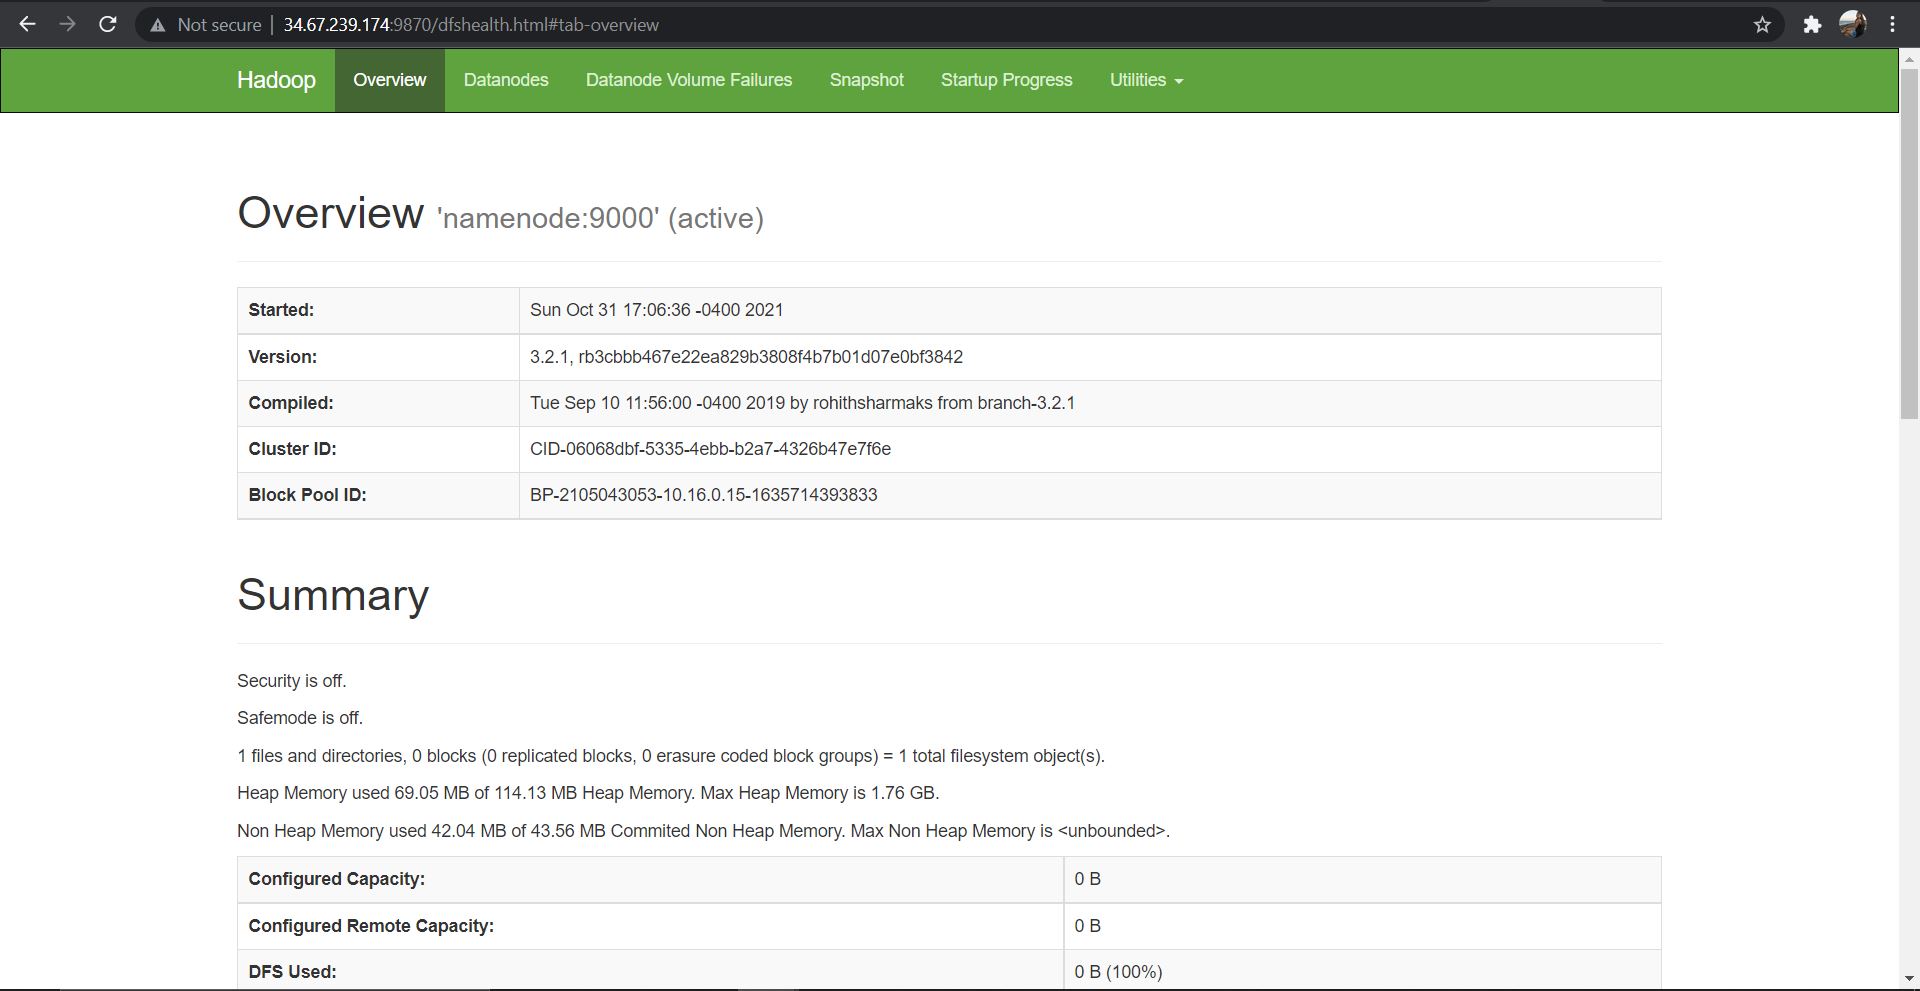 Not secure | 34.67.239.174:9870/dfshealth.html#tab-overview
Hadoop Overview Datanodes Datanode Volume Failures Snapshot Startup Progress Utilities
Overview 'namenode:9000' (active)
Started: Sun Oct 31 17:06:36 -0400 2021
Version: 3.2.1, rb3cbbb467e22ea829b3808f4b7b01d07e0bf3842
Compiled: Tue Sep 10 11:56:00 -0400 2019 by rohithsharmaks from branch-3.2.1
Cluster ID: CID-06068dbf-5335-4ebb-b2a7-4326b47e7f6e
Block Pool ID: BP-2105043053-10.16.0.15-1635714393833
Summary
Security is off.
Safemode is off.
1 files and directories, 0 blocks (0 replicated blocks, 0 erasure coded block groups) = 1 total filesystem object(s).
Heap Memory used 69.05 MB of 114.13 MB Heap Memory. Max Heap Memory is 1.76 GB.
Non Heap Memory used 42.04 MB of 43.56 MB Commited Non Heap Memory. Max Non Heap Memory is <unbounded>.
Configured Capacity: 0 B
Configured Remote Capacity: 0 B
DFS Used: 0 B (100%)